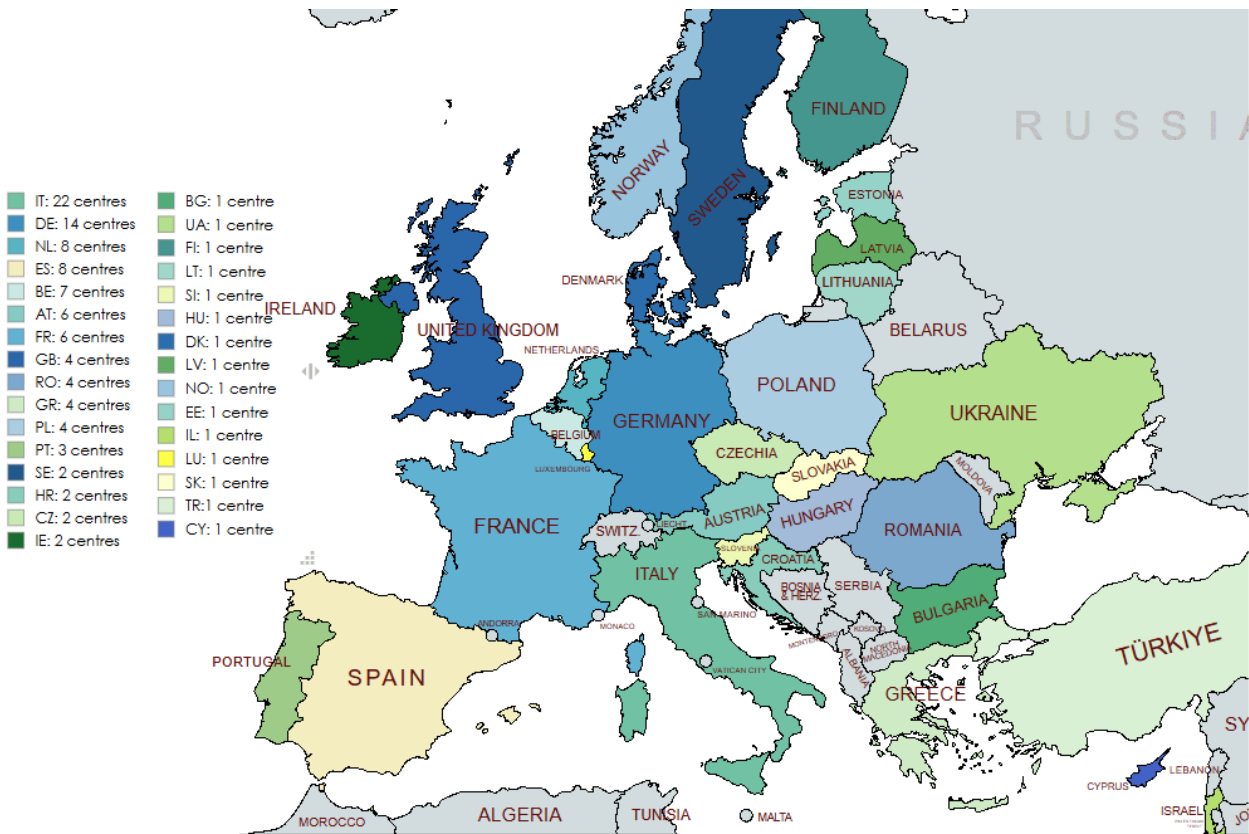 RUSSIA
FINLAND
NORWAY
SWEDEN
ESTONIA
LATVIA
LITHUANIA
DENMARK
BELARUS
IRELAND
UNITED KINGDOM
NETHERLANDS
POLAND
GERMANY
UKRAINE
BELGIUM
LUXEMBOURG
CZECHIA
SLOVAKIA
MOLDOVA
FRANCE
SWITZ.
LIECHT
AUSTRIA
HUNGARY
ROMANIA
SLOVENI
CROATIA
ITALY
BOSNIA
& HERZ.
SERBIA
BULGARIA
ANDORRA
MONACO
SAN MARINO
MONTENEGRO
KOSOVO
NORTH
MACEDONIA
ALBANIA
VATICAN CITY
PORTUGAL
SPAIN
GREECE
TÜRKIYE
SY
CYPRUS
LEBANON
ISRAEL
JO
MOROCCO
ALGERIA
TUNISIA
MALTA
IT: 22 centres
DE: 14 centres
NL: 8 centres
ES: 8 centres
BE: 7 centres
AT: 6 centres
FR: 6 centres
GB: 4 centres
RO: 4 centres
GR: 4 centres
PL: 4 centres
PT: 3 centres
SE: 2 centres
HR: 2 centres
CZ: 2 centres
IE: 2 centres
BG: 1 centre
UA: 1 centre
FI: 1 centre
LT: 1 centre
SI: 1 centre
HU: 1 centre
DK: 1 centre
LV: 1 centre
NO: 1 centre
EE: 1 centre
IL: 1 centre
LU: 1 centre
SK: 1 centre
TR:1 centre
CY: 1 centre